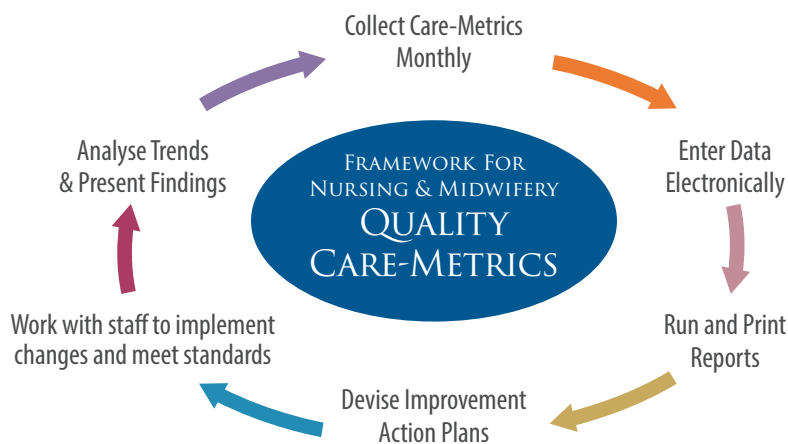 Collect Care-Metrics
Monthly
Enter Data
Electronically
Run and Print
Reports
Devise Improvement
Action Plans
Work with staff to implement
changes and meet standards
Analyse Trends
& Present Findings
Framework For
Nursing & Midwifery
Quality
Care-Metrics